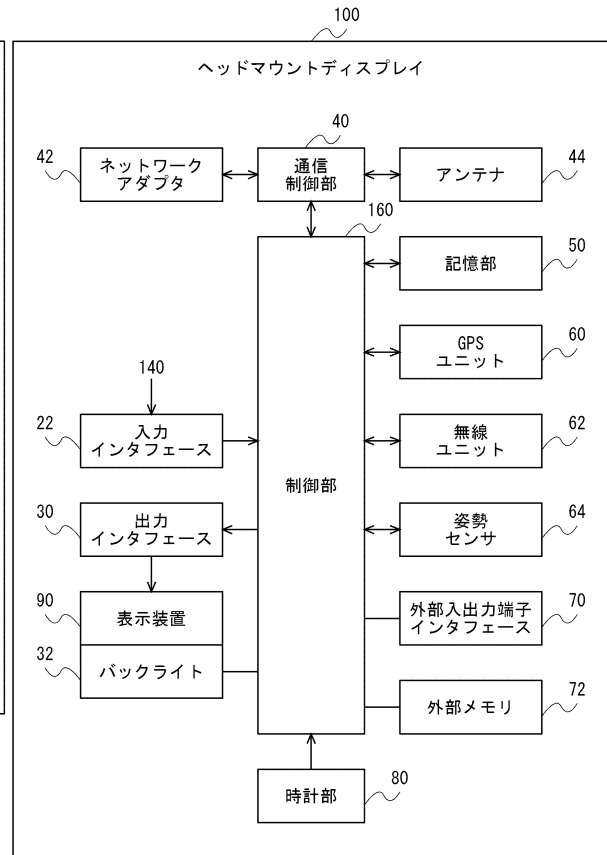 100
ヘッドマウントディスプレイ
40
42
ネットワーク
アダプタ
通信
制御部
アンテナ
44
160
記憶部
50
GPS
ユニット
60
140
22
入力
インタフェース
無線
ユニット
62
制御部
30
出力
インタフェース
姿勢
センサ
64
90
表示装置
外部入出力端子
インタフェース
70
32
バックライト
外部メモリ
72
時計部
80